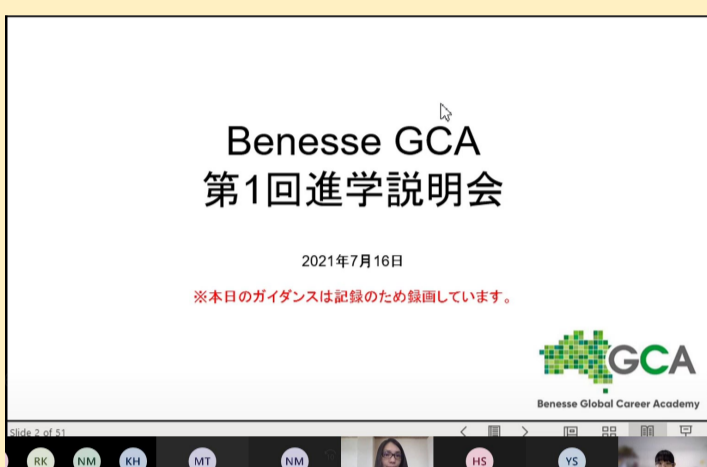 Benesse GCA
第1回進学説明会
2021年7月16日
※本日のガイダンスは記録のため録画しています。
GCA
Benesse Global Career Academy
Slide 2 of 51
RK
NM
KH
MT
NM
HS
YS